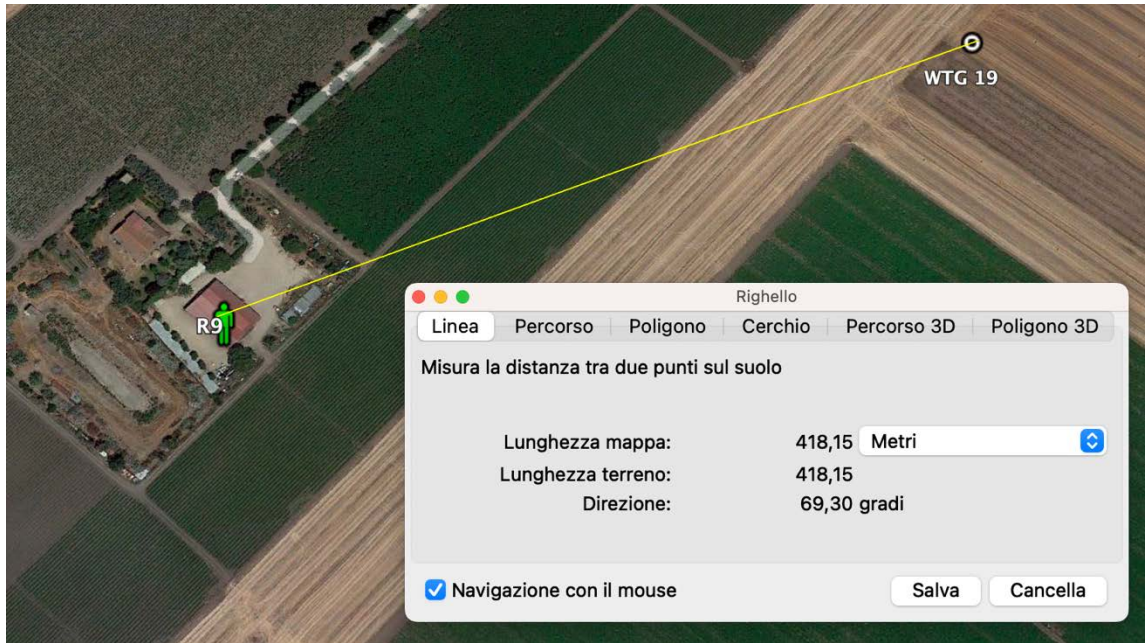 WTG 19
R9
Righello
Linea Percorso Poligono Cerchio Percorso 3D Poligono 3D
Misura la distanza tra due punti sul suolo
Lunghezza mappa: 418,15 Metri
Lunghezza terreno: 418,15
Direzione: 69,30 gradi
Navigazione con il mouse Salva Cancella